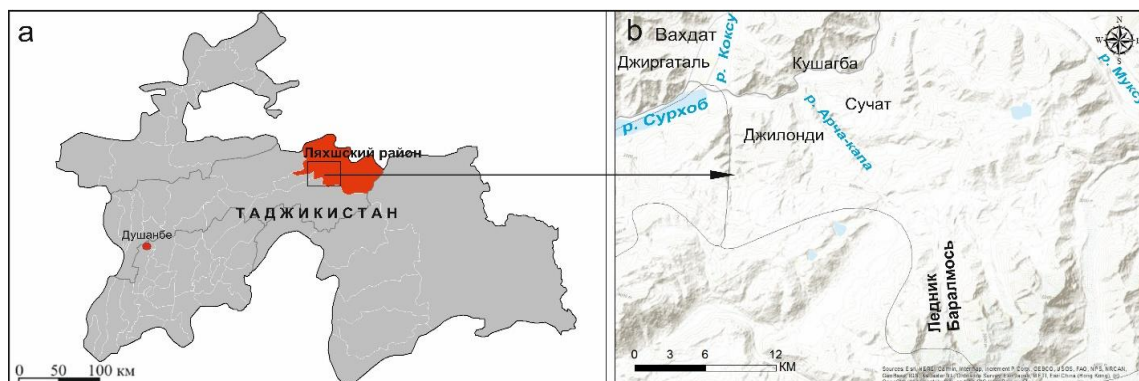 a
Ляхшский район
ТАДЖИКИСТАН
Душанбе
0 50 100 км
b
Вахдат
Джиргаталь
р. Коксу
Кушагба
р. Муксу
N
W
S
р. Сурхоб
р. Арча-капа
Сучат
Джилонди
Ледник
Баралмось
0 3 6 12
КМ